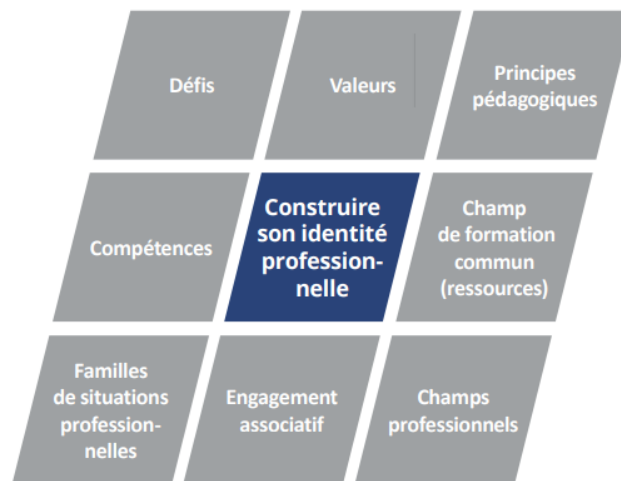 Défis
Valeurs
Principes
pédagogiques
Compétences
Construire
son identité
profession-
nelle
Champ
de formation
commun
(ressources)
Familles
de situations
profession-
nelles
Engagement
associatif
Champs
professionnels